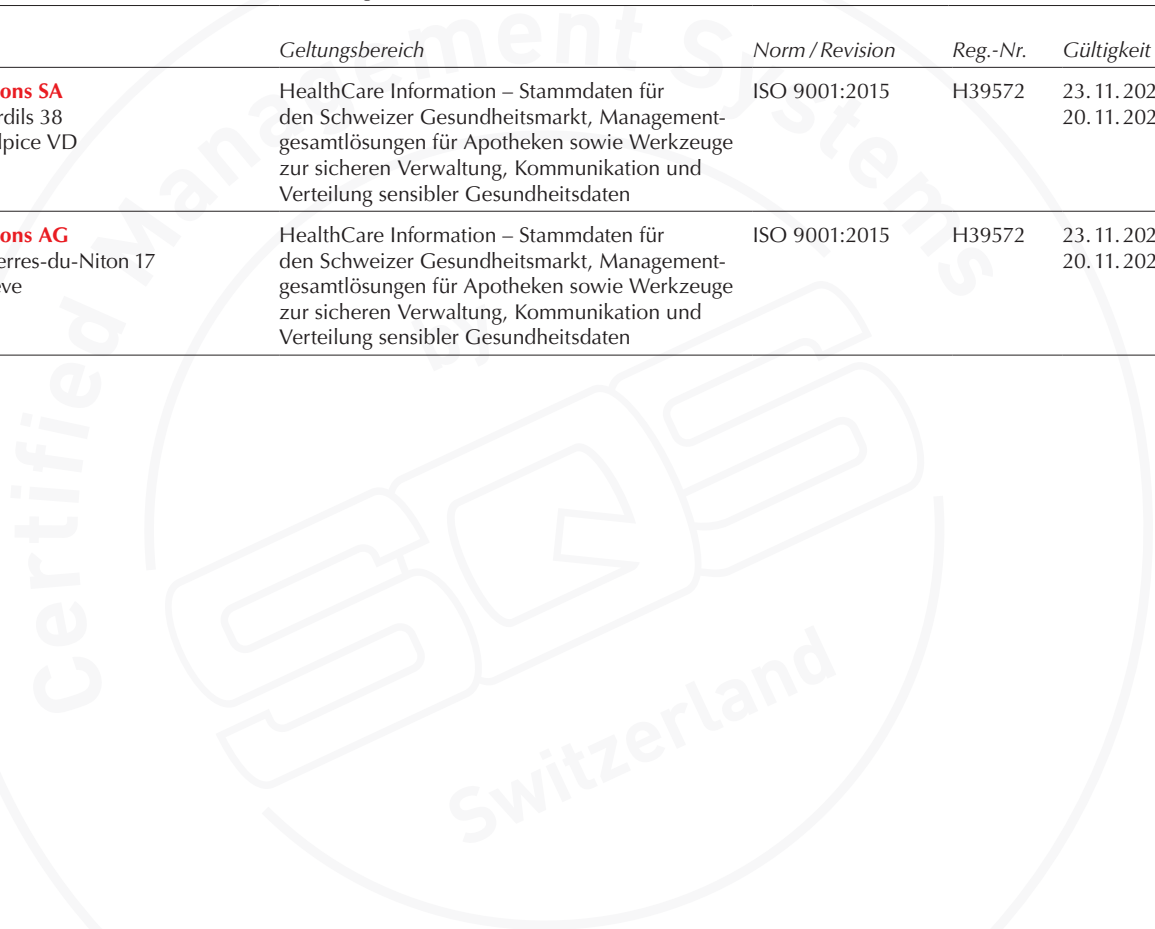 Geltungsbereich Norm / Revision Reg.-Nr. Gültigkeit
ons SA HealthCare Information – Stammdaten für ISO 9001:2015 H39572 23. 11. 202
rdils 38 den Schweizer Gesundheitsmarkt, Management- 20. 11. 202
lpice VD gesamtlösungen für Apotheken sowie Werkzeuge
zur sicheren Verwaltung, Kommunikation und
Verteilung sensibler Gesundheitsdaten
ons AG HealthCare Information – Stammdaten für ISO 9001:2015 H39572 23. 11. 202
erres-du-Niton 17 den Schweizer Gesundheitsmarkt, Management- 20. 11. 202
eve gesamtlösungen für Apotheken sowie Werkzeuge
zur sicheren Verwaltung, Kommunikation und
Verteilung sensibler Gesundheitsdaten
Certified Management Systems
by
SQS
Switzerland